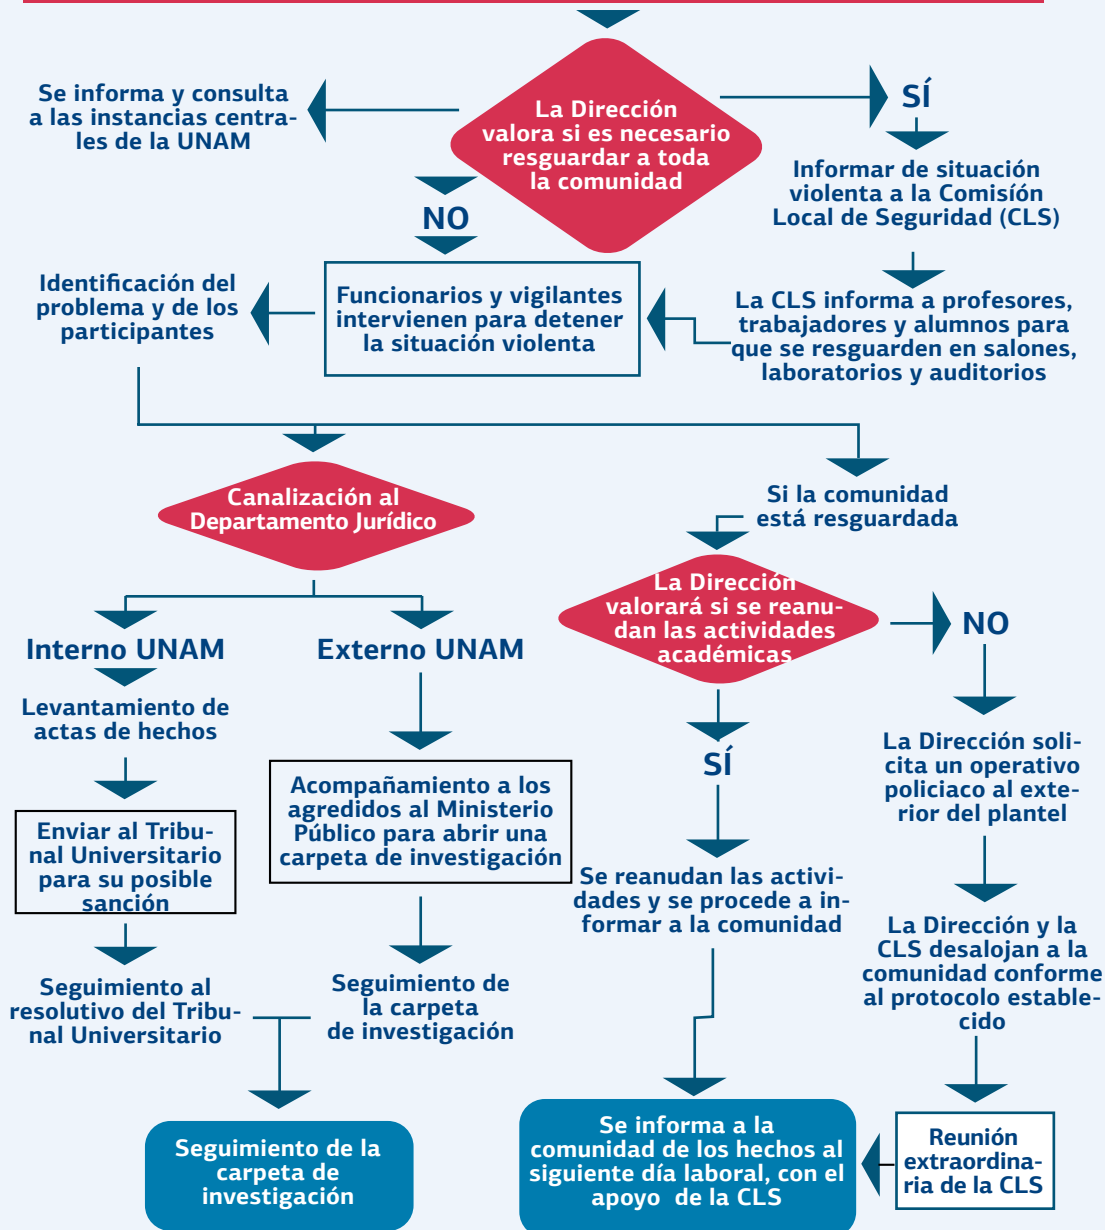 La Dirección
valora si es necesario
resguardar a toda
la comunidad
Se informa y consulta
a las instancias centra-
les de la UNAM
SÍ
Informar de situación
violenta a la Comisíón
Local de Seguridad (CLS)
NO
Identificación del
problema y de los
participantes
Funcionarios y vigilantes
intervienen para detener
la situación violenta
La CLS informa a profesores,
trabajadores y alumnos para
que se resguarden en salones,
laboratorios y auditorios
Canalización al
Departamento Jurídico
Si la comunidad
está resguardada
La Dirección
valorará si se reanu-
dan las actividades
académicas
NO
Interno UNAM
Externo UNAM
Levantamiento de
actas de hechos
SÍ
La Dirección soli-
cita un operativo
policiaco al exte-
rior del plantel
Acompañamiento a los
agredidos al Ministerio
Público para abrir una
carpeta de investigación
Enviar al Tribu-
nal Universitario
para su posible
sanción
Se reanudan las activi-
dades y se procede a in-
formar a la comunidad
La Dirección y la
CLS desalojan a la
comunidad conforme
al protocolo estable-
cido
Seguimiento al
resolutivo del Tribu-
nal Universitario
Seguimiento de
la carpeta
de investigación
Seguimiento de la
carpeta de
investigación
Se informa a la
comunidad de los hechos al
siguiente día laboral, con el
apoyo de la CLS
Reunión
extraordina-
ria de la CLS